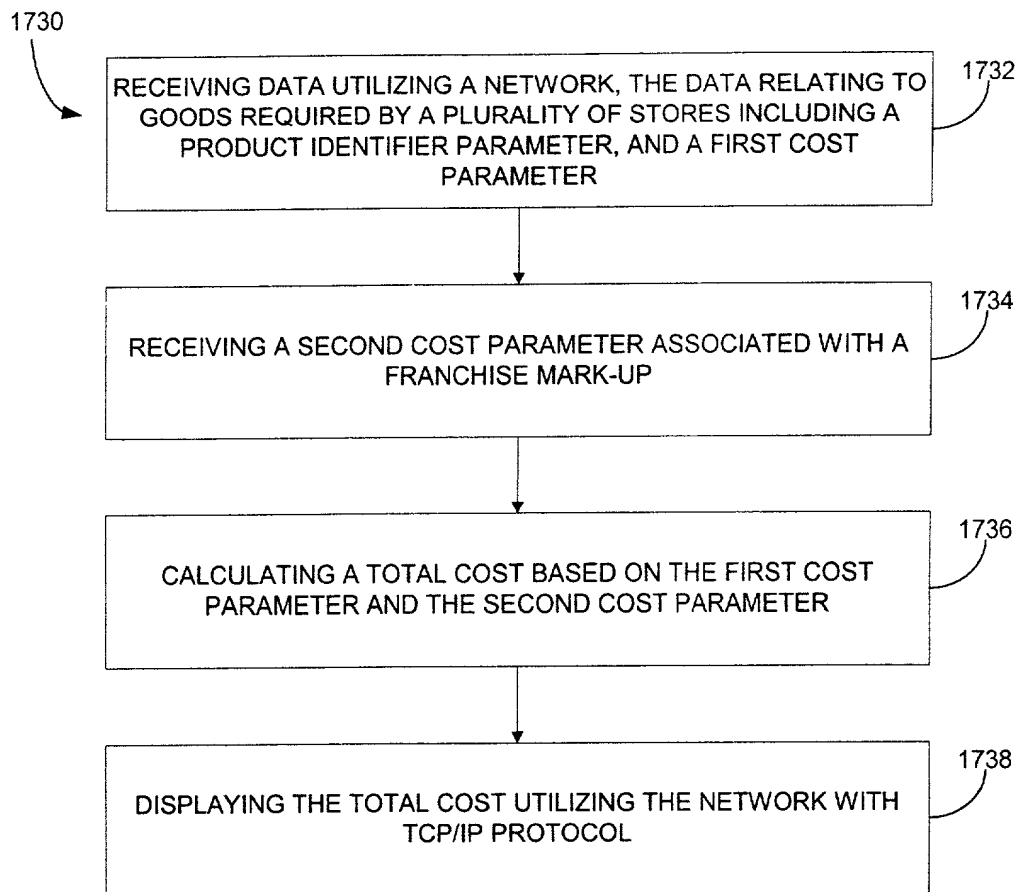 1730
RECEIVING DATA UTILIZING A NETWORK, THE DATA RELATING TO
GOODS REQUIRED BY A PLURALITY OF STORES INCLUDING A
PRODUCT IDENTIFIER PARAMETER, AND A FIRST COST
PARAMETER
1732
RECEIVING A SECOND COST PARAMETER ASSOCIATED WITH A
FRANCHISE MARK-UP
1734
CALCULATING A TOTAL COST BASED ON THE FIRST COST
PARAMETER AND THE SECOND COST PARAMETER
1736
DISPLAYING THE TOTAL COST UTILIZING THE NETWORK WITH
TCP/IP PROTOCOL
1738